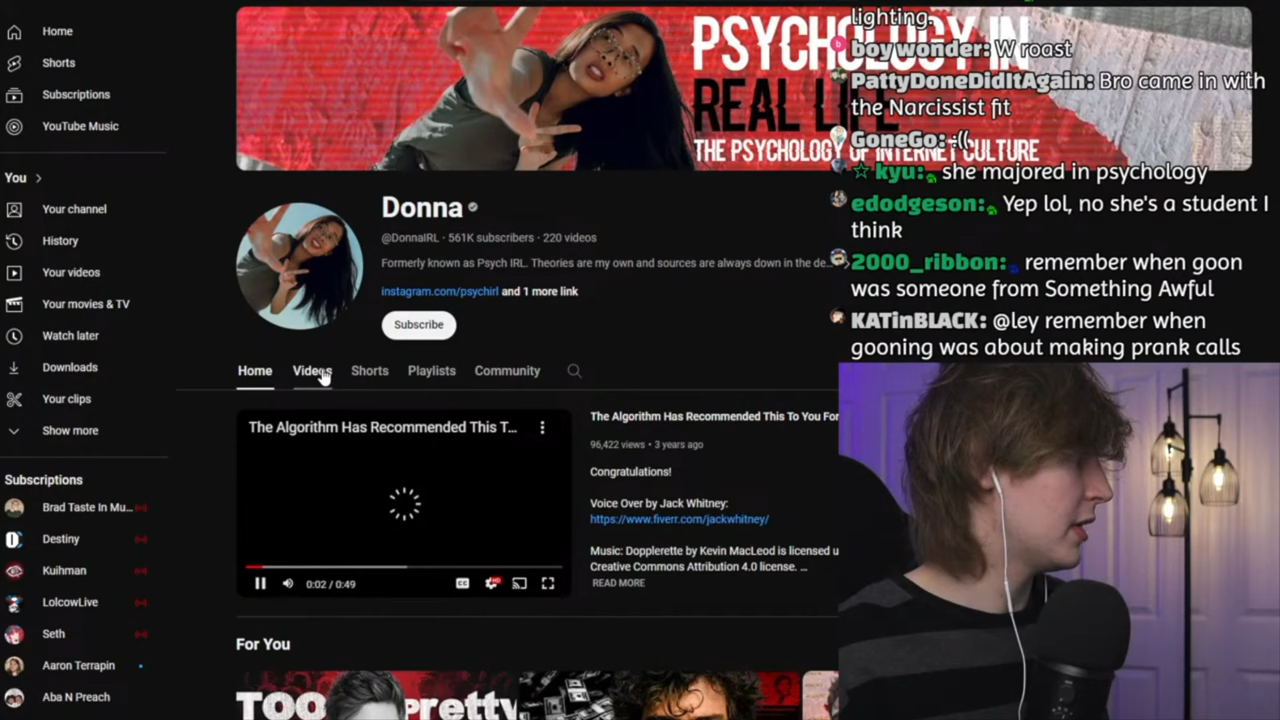 Home
Shorts
Subscriptions
YouTube Music
You
Your channel
History
Your videos
Your movies & TV
Watch later
Downloads
Your clips
Show more
Subscriptions
Brad Taste In Mu...
Destiny
Kuihman
LolcowLive
Seth
Aaron Terrapin
Aba N Preach
PSYCHOLOGY IN
REAL LIFE
THE PSYCHOLOGY OF INTERNET CULTURE
Donna
@DonnaIRL · 561K subscribers · 220 videos
Formerly known as Psych IRL. Theories are my own and sources are always down in the de...
instagram.com/psychirl and 1 more link
Subscribe
Home Videos Shorts Playlists Community
The Algorithm Has Recommended This T...
0:02 / 0:49
CC
HD
The Algorithm Has Recommended This To You For
96,422 views · 3 years ago
Congratulations!
Voice Over by Jack Whitney:
https://www.fiverr.com/jackwhitney/
Music: Dopplerette by Kevin MacLeod is licensed u
Creative Commons Attribution 4.0 license. ...
READ MORE
For You
TOO pretty
lighting.
boywonder: W roast
PattyDoneDidItAgain: Bro came in with
the Narcissist fit
GoneGo: :((
kyu: she majored in psychology
edodgeson: Yep lol, no she's a student I
think
2000_ribbon: remember when goon
was someone from Something Awful
KATinBLACK: @ley remember when
gooning was about making prank calls